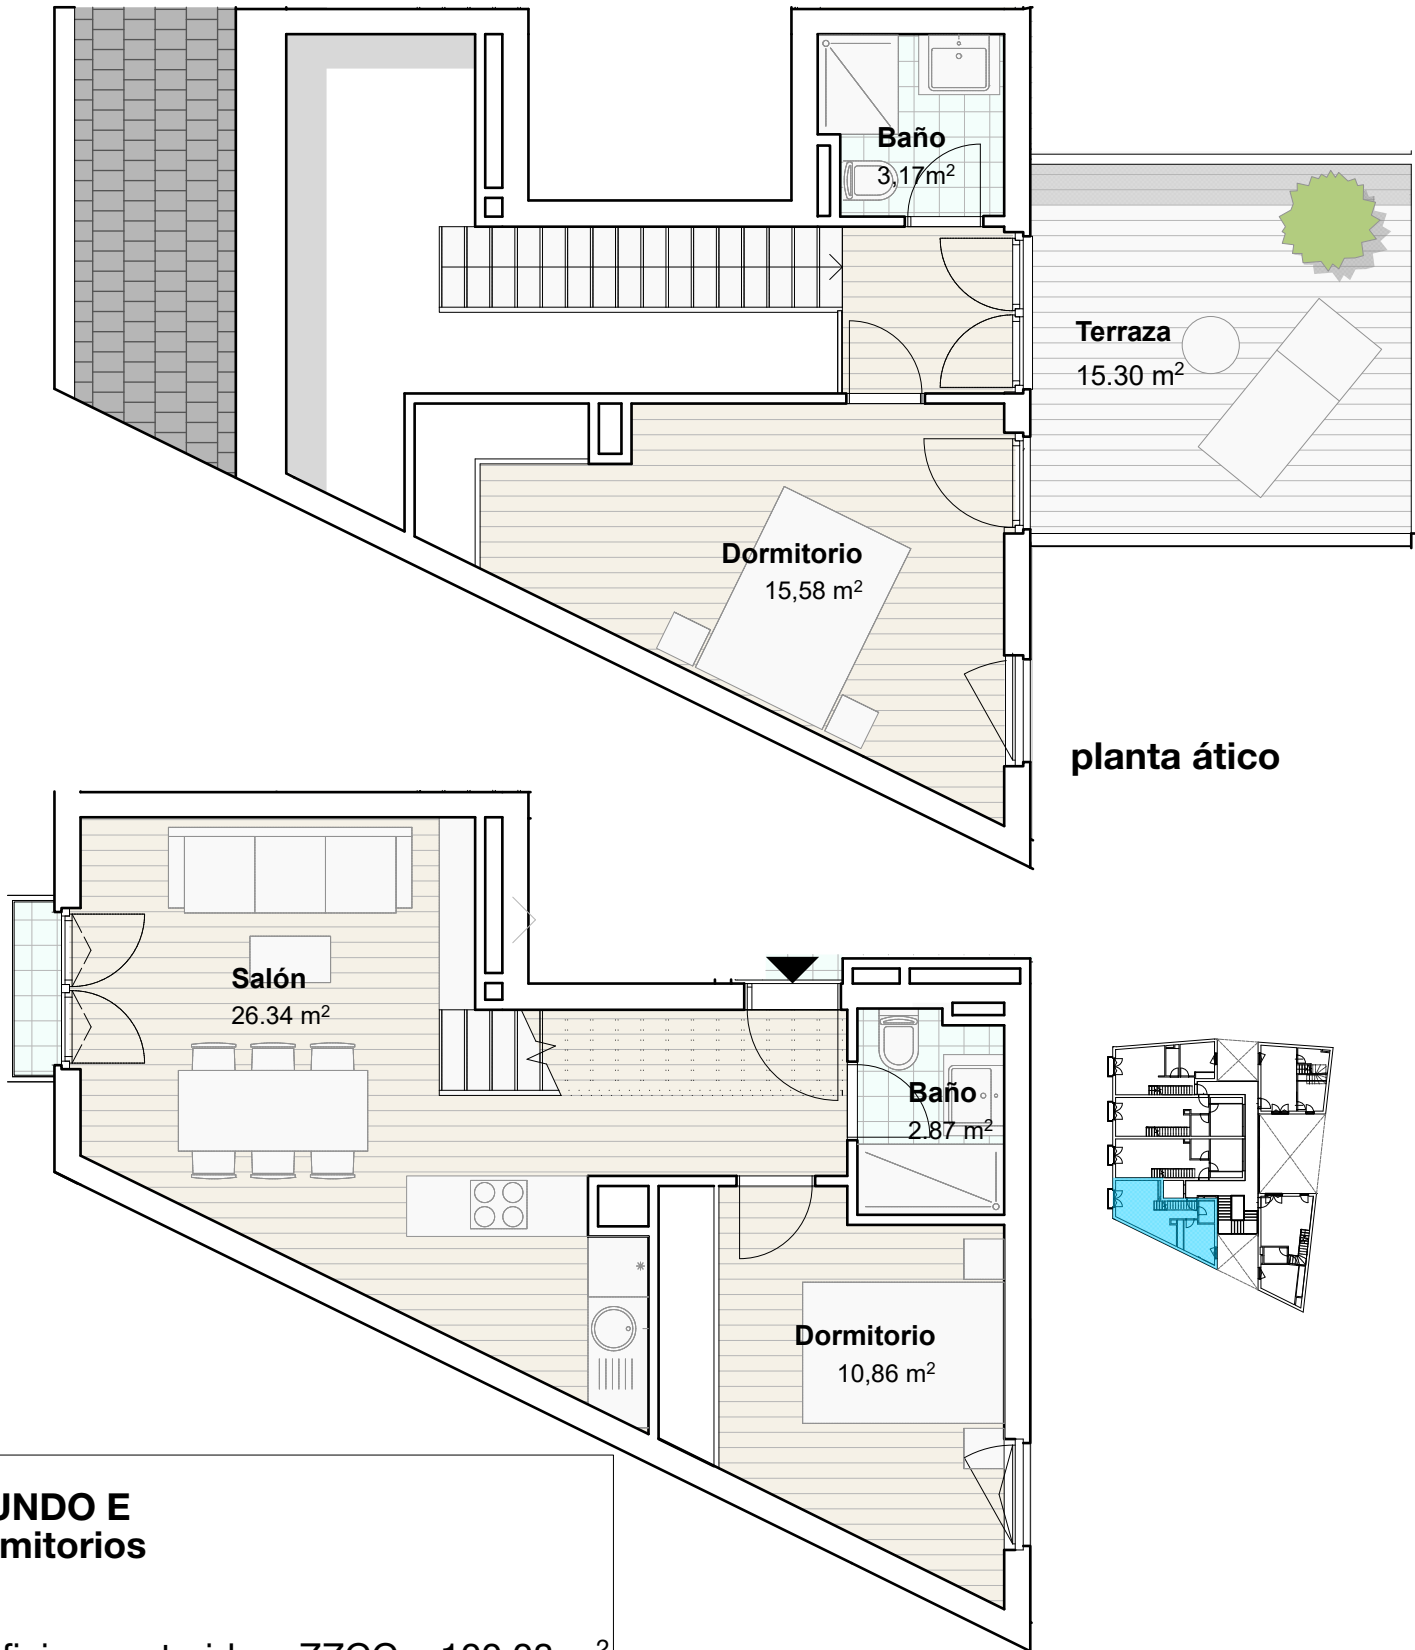 Baño
3,17m²
Terraza
15.30 m²
Dormitorio
15,58 m²
planta ático
Salón
26.34 m²
Baño
2.87 m²
Dormitorio
10,86 m²
UNDO E
mitorios